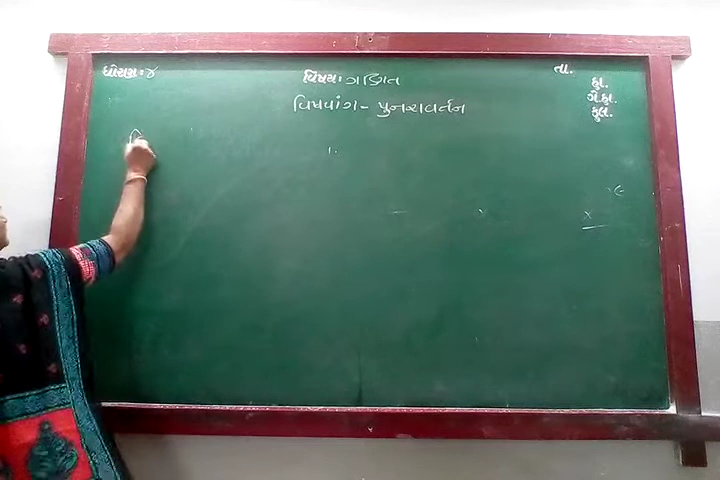 ધોરણ: ૪ વિષય: ગણિત તા.
વિષયાંગ - પુનરાવર્તન હા.
ગે.હા.
કુલ.